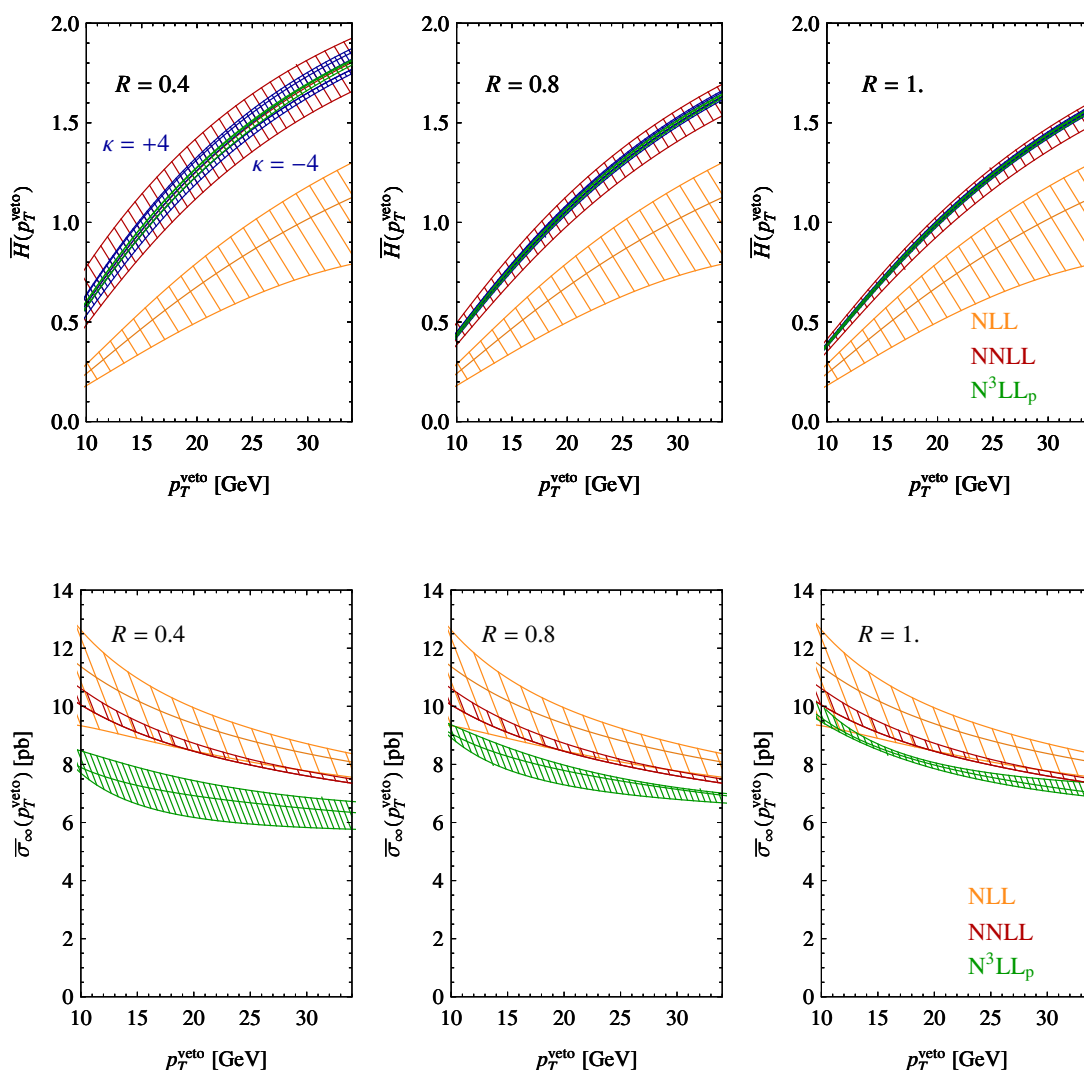 2.0
1.5
1.0
0.5
0.0
H̅(p_T^veto)
R = 0.4
κ = +4
κ = −4
10 15 20 25 30
p_T^veto [GeV]
2.0
1.5
1.0
0.5
0.0
H̅(p_T^veto)
R = 0.8
10 15 20 25 30
p_T^veto [GeV]
2.0
1.5
1.0
0.5
0.0
H̅(p_T^veto)
R = 1.
NLL
NNLL
N³LL_p
10 15 20 25 30
p_T^veto [GeV]
14
12
10
8
6
4
2
0
σ̅_∞(p_T^veto) [pb]
R = 0.4
10 15 20 25 30
p_T^veto [GeV]
14
12
10
8
6
4
2
0
σ̅_∞(p_T^veto) [pb]
R = 0.8
10 15 20 25 30
p_T^veto [GeV]
14
12
10
8
6
4
2
0
σ̅_∞(p_T^veto) [pb]
R = 1.
NLL
NNLL
N³LL_p
10 15 20 25 30
p_T^veto [GeV]